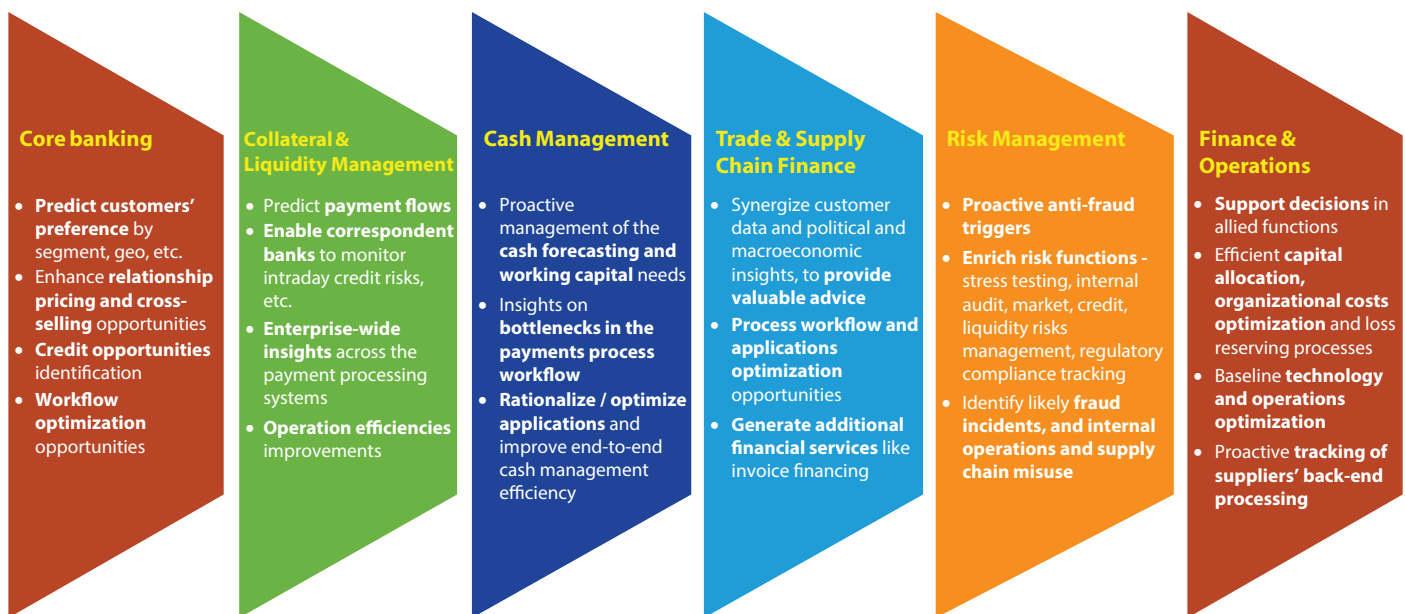 Core banking
• Predict customers’
preference by
segment, geo, etc.
• Enhance relationship
pricing and cross-
selling opportunities
• Credit opportunities
identification
• Workflow
optimization
opportunities
Collateral &
Liquidity Management
• Predict payment flows
• Enable correspondent
banks to monitor
intraday credit risks,
etc.
• Enterprise-wide
insights across the
payment processing
systems
• Operation efficiencies
improvements
Cash Management
• Proactive
management of the
cash forecasting and
working capital needs
• Insights on
bottlenecks in the
payments process
workflow
• Rationalize / optimize
applications and
improve end-to-end
cash management
efficiency
Trade & Supply
Chain Finance
• Synergize customer
data and political and
macroeconomic
insights, to provide
valuable advice
• Process workflow and
applications
optimization
opportunities
• Generate additional
financial services like
invoice financing
Risk Management
• Proactive anti-fraud
triggers
• Enrich risk functions -
stress testing, internal
audit, market, credit,
liquidity risks
management, regulatory
compliance tracking
• Identify likely fraud
incidents, and internal
operations and supply
chain misuse
Finance &
Operations
• Support decisions in
allied functions
• Efficient capital
allocation,
organizational costs
optimization and loss
reserving processes
• Baseline technology
and operations
optimization
• Proactive tracking of
suppliers’ back-end
processing